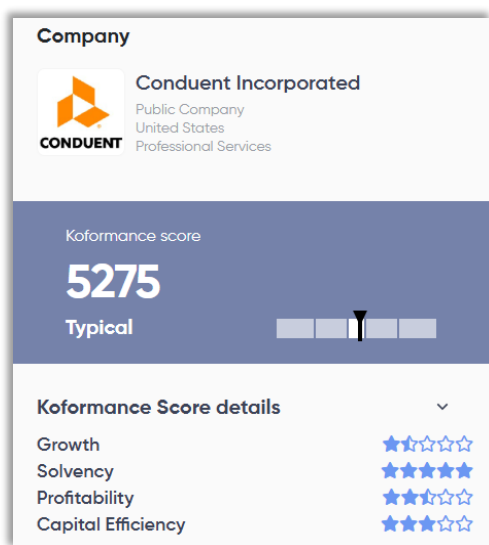 Company
Conduent Incorporated
Public Company
United States
Professional Services
CONDUENT
Koformance score
5275
Typical
Koformance Score details
Growth
Solvency
Profitability
Capital Efficiency